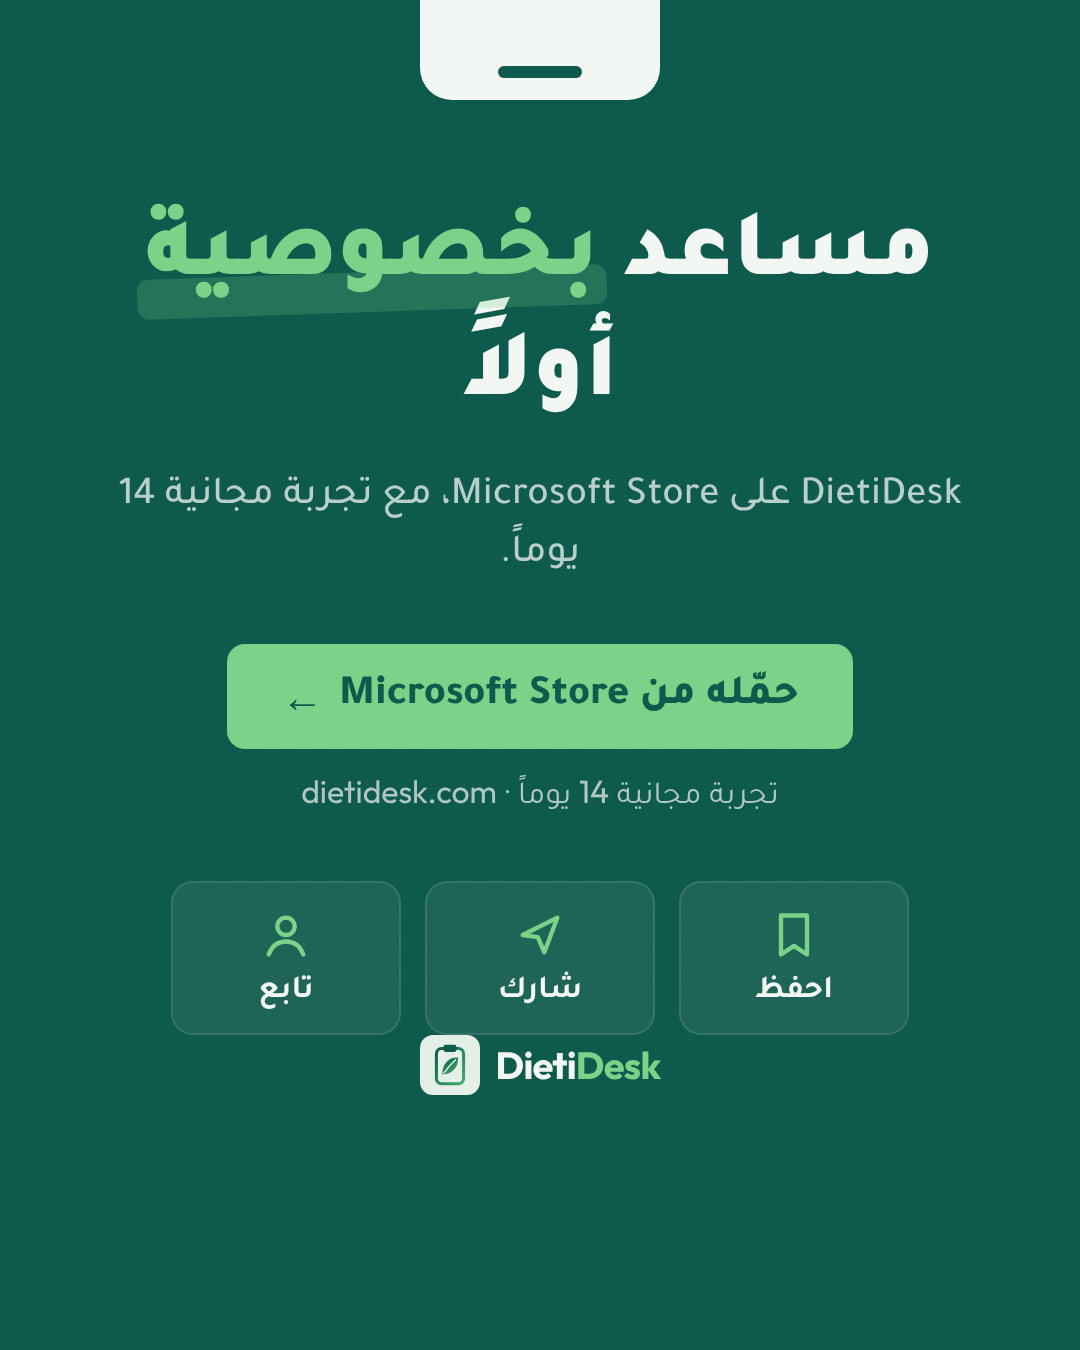 مساعد بخصوصية
أولاً
DietiDesk على Microsoft Store، مع تجربة مجانية 14
يوماً.
حمّله من Microsoft Store ←
تجربة مجانية 14 يوماً · dietidesk.com
احفظ
شارك
تابع
DietiDesk